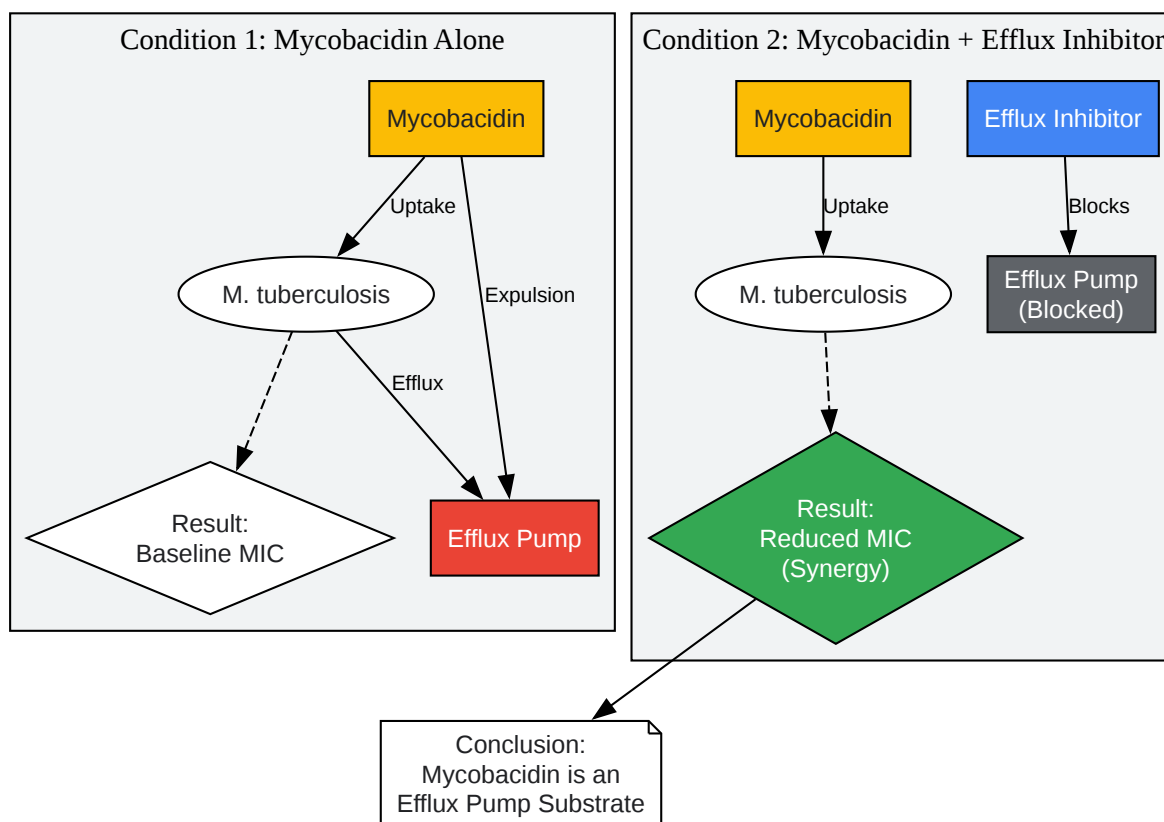 Condition 1: Mycobacidin Alone
Mycobacidin
Uptake
M. tuberculosis
Expulsion
Efflux
Result:
Baseline MIC
Efflux Pump
Condition 2: Mycobacidin + Efflux Inhibitor
Mycobacidin
Efflux Inhibitor
Uptake
Blocks
M. tuberculosis
Efflux Pump
(Blocked)
Result:
Reduced MIC
(Synergy)
Conclusion:
Mycobacidin is an
Efflux Pump Substrate